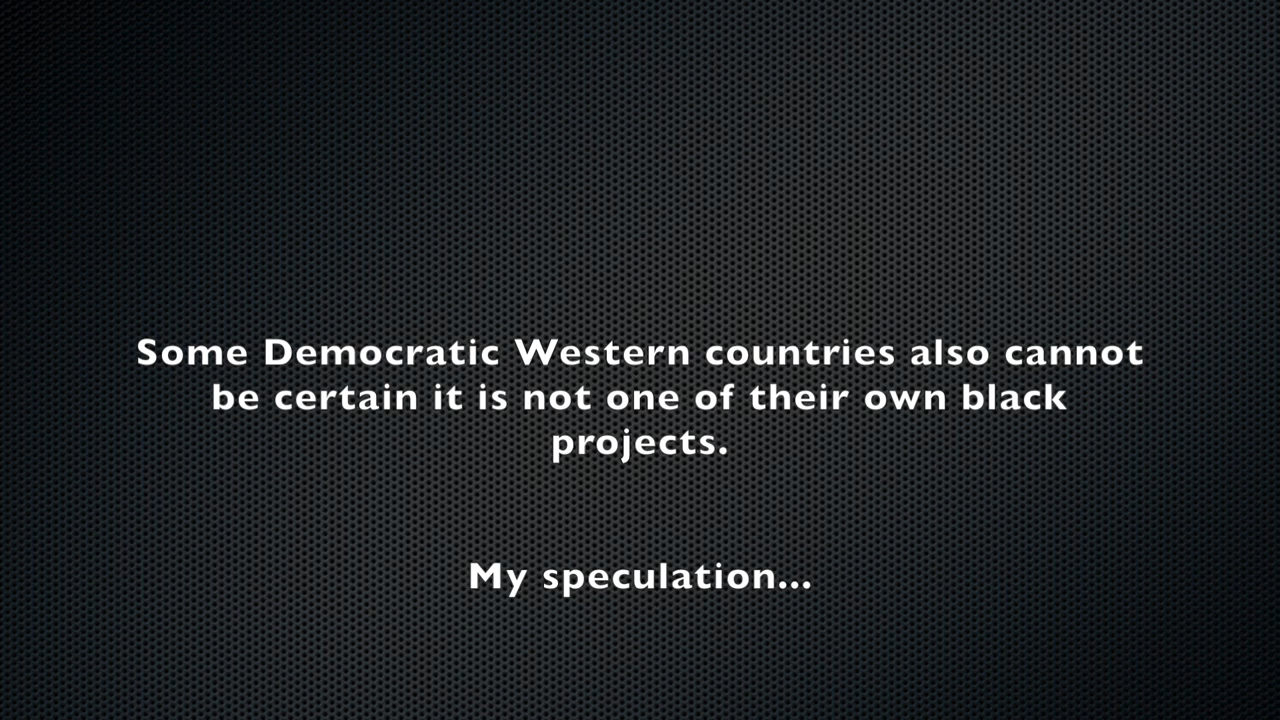 Some Democratic Western countries also cannot
be certain it is not one of their own black
projects.
My speculation...